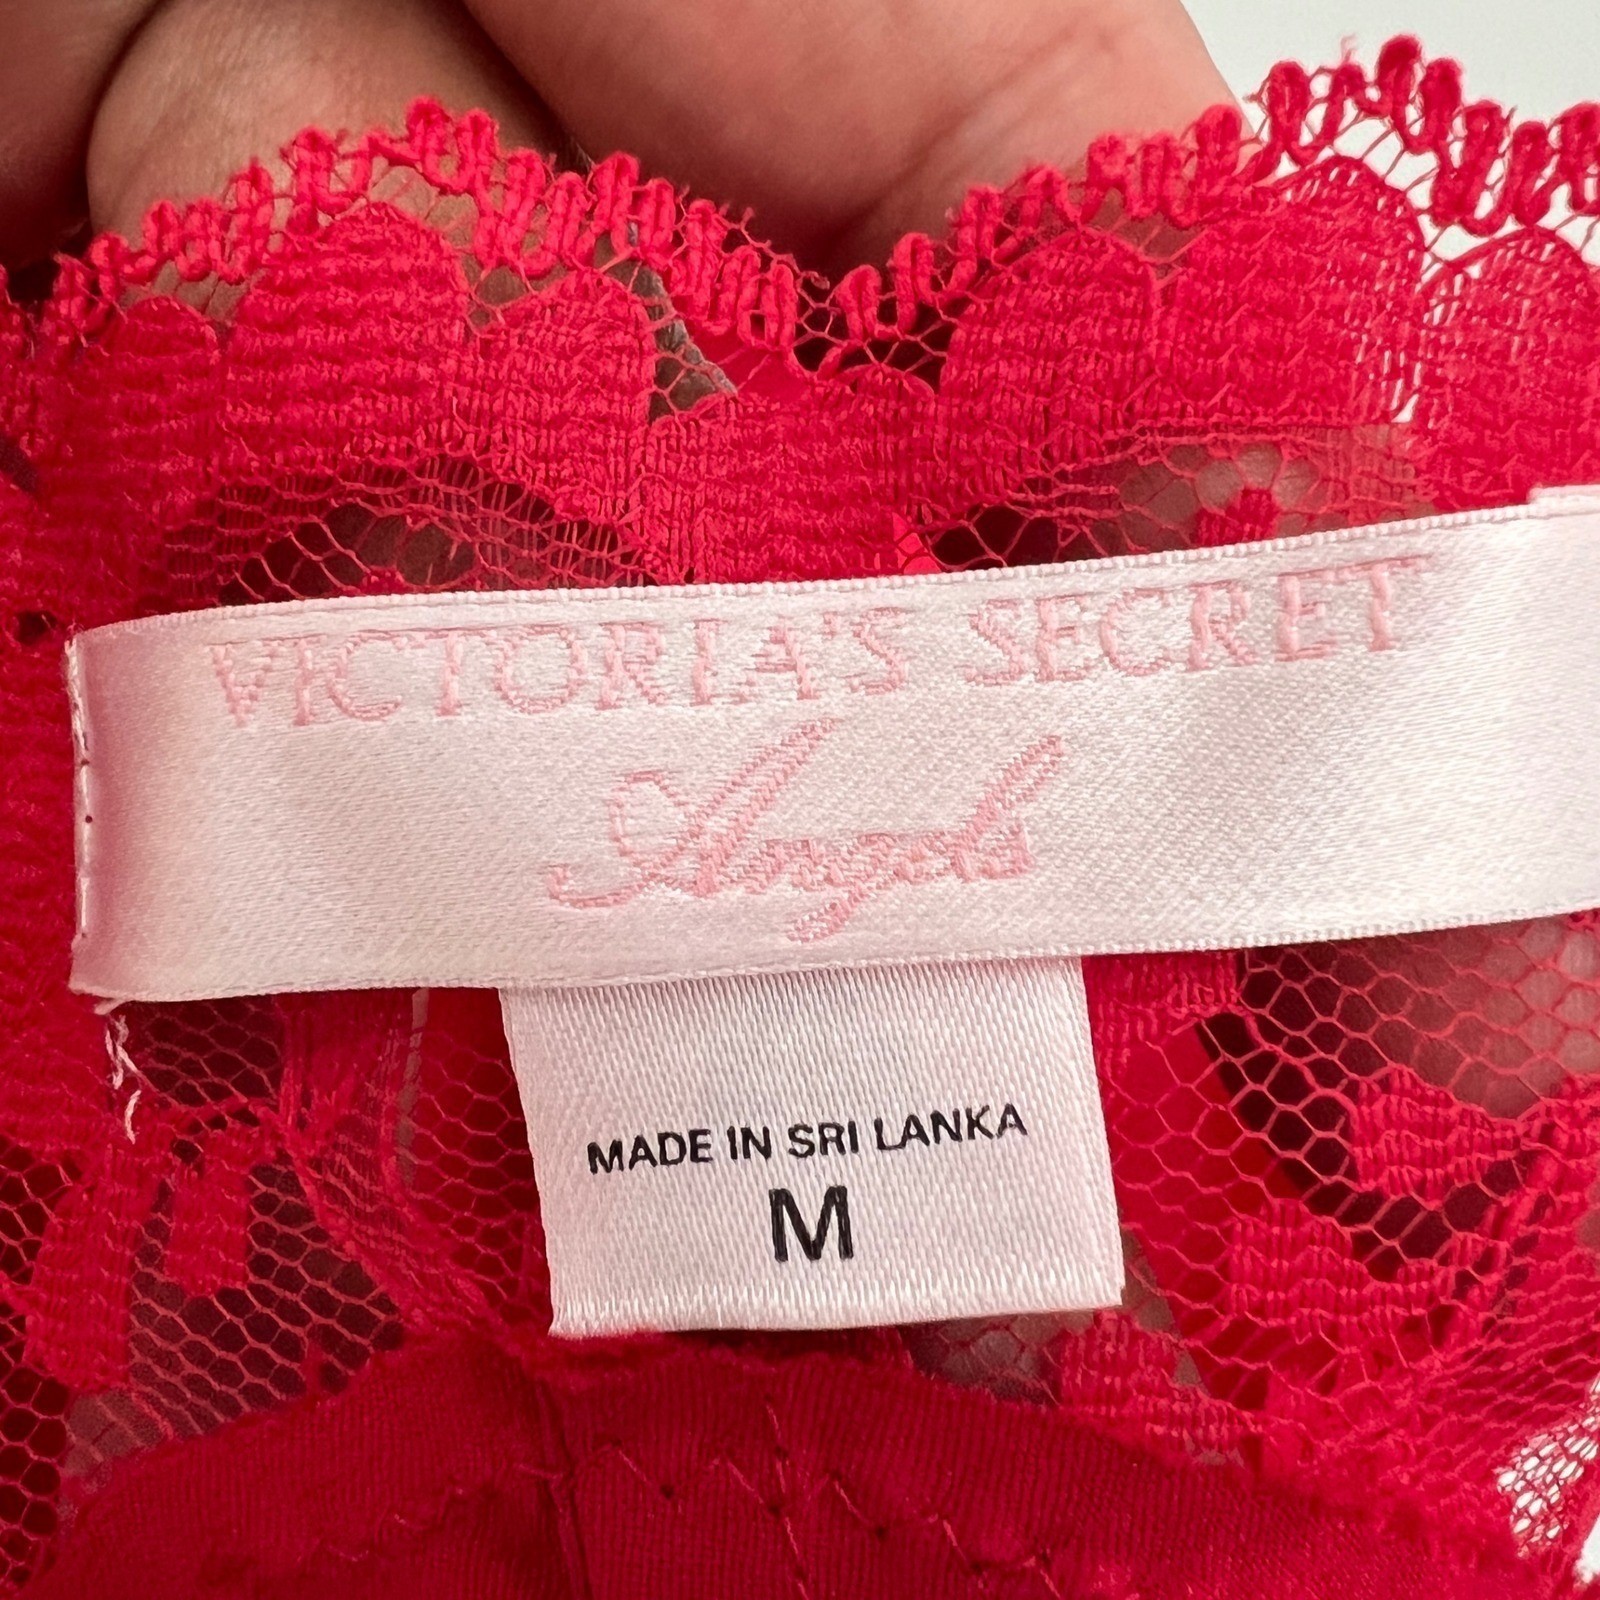 VICTORIA'S SECRET
Angels
MADE IN SRI LANKA
M